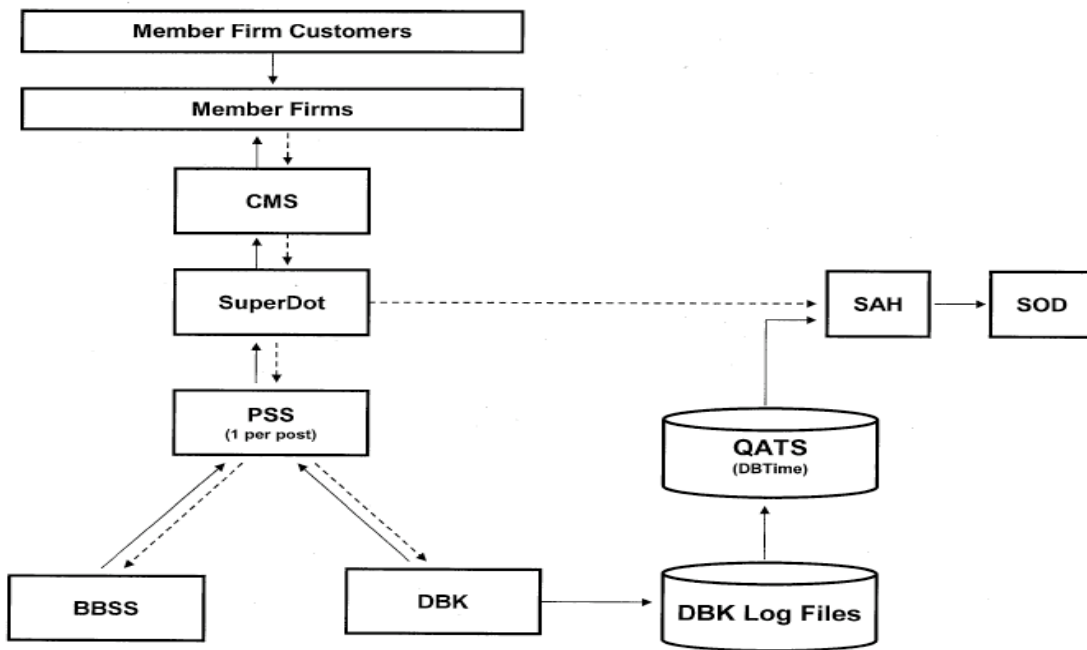 Member Firm Customers
Member Firms
CMS
SuperDot
SAH
SOD
PSS
(1 per post)
QATS
(DBTime)
BBSS
DBK
DBK Log Files